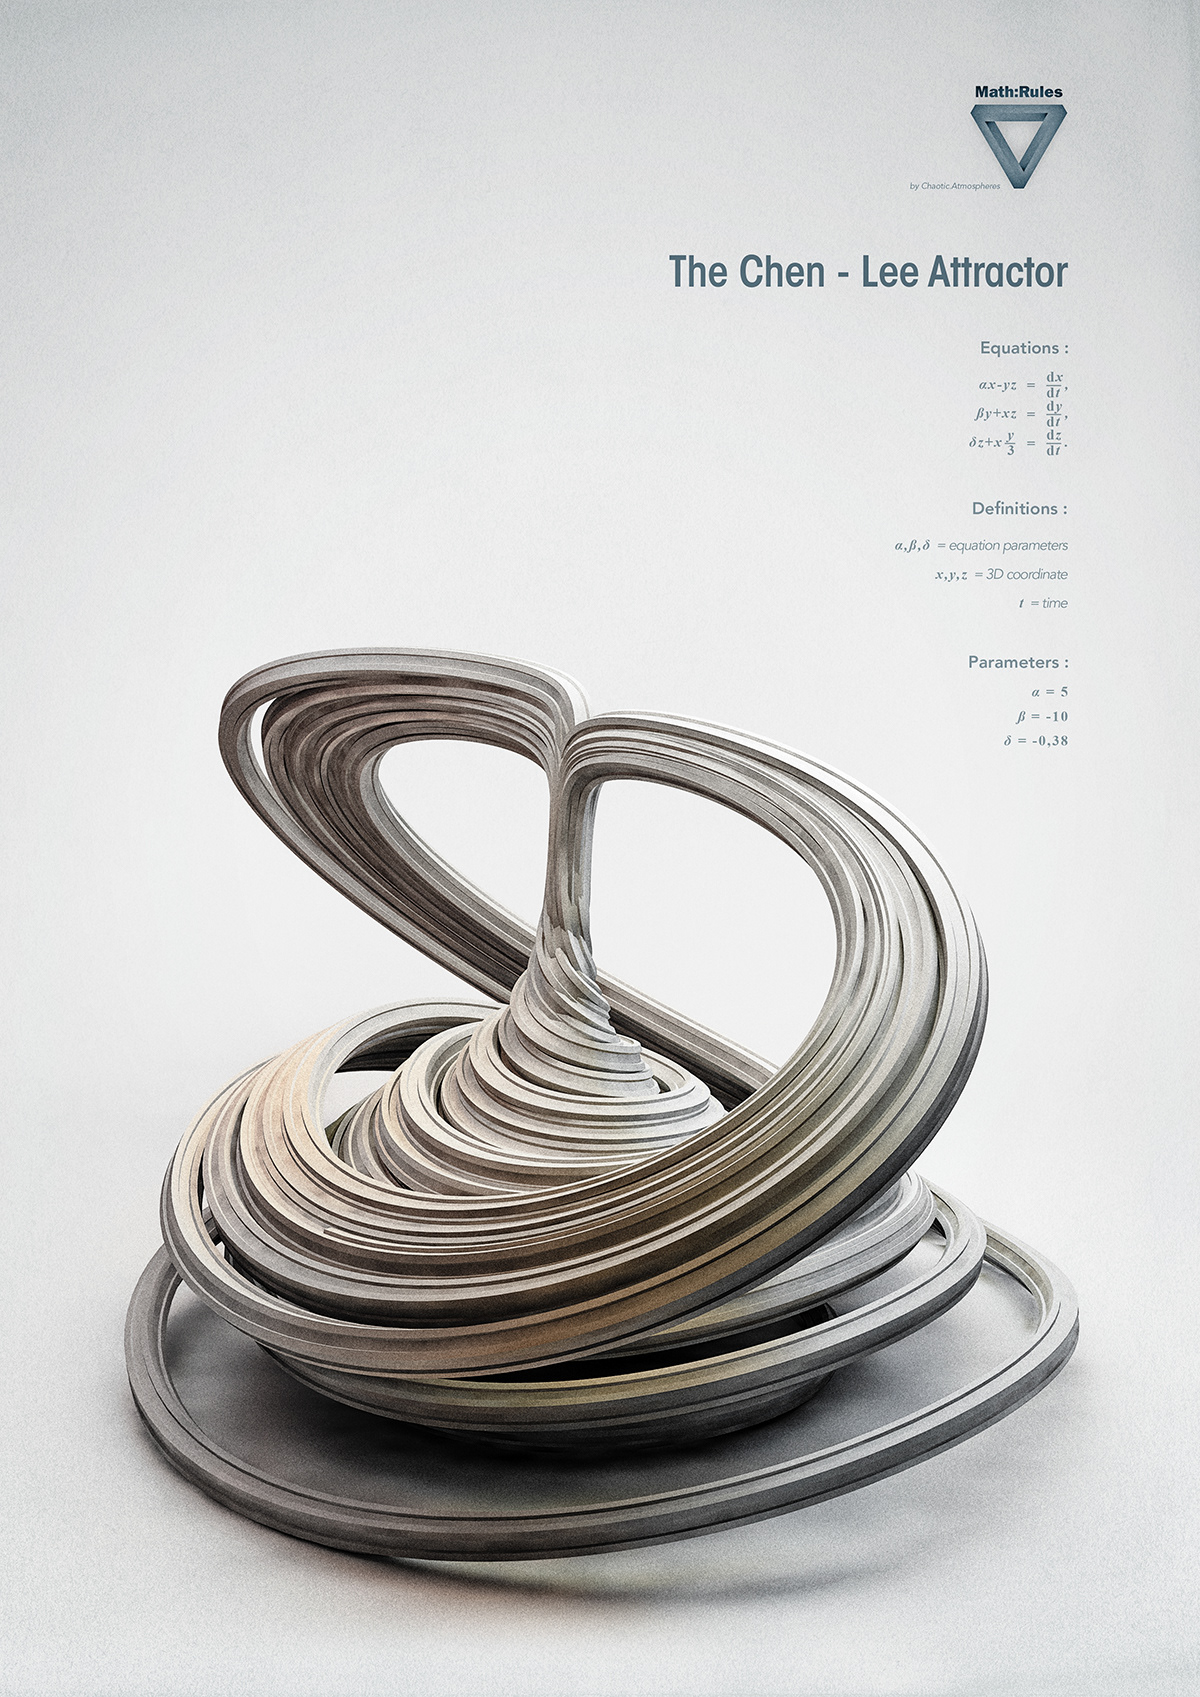 Math:Rules
by Chaotic.Atmospheres
The Chen - Lee Attractor
Equations :
αx-yz = dx/dt,
βy+xz = dy/dt,
δz+x y/3 = dz/dt.
Definitions :
α,β,δ = equation parameters
x,y,z = 3D coordinate
t = time
Parameters :
α = 5
β = -10
δ = -0,38